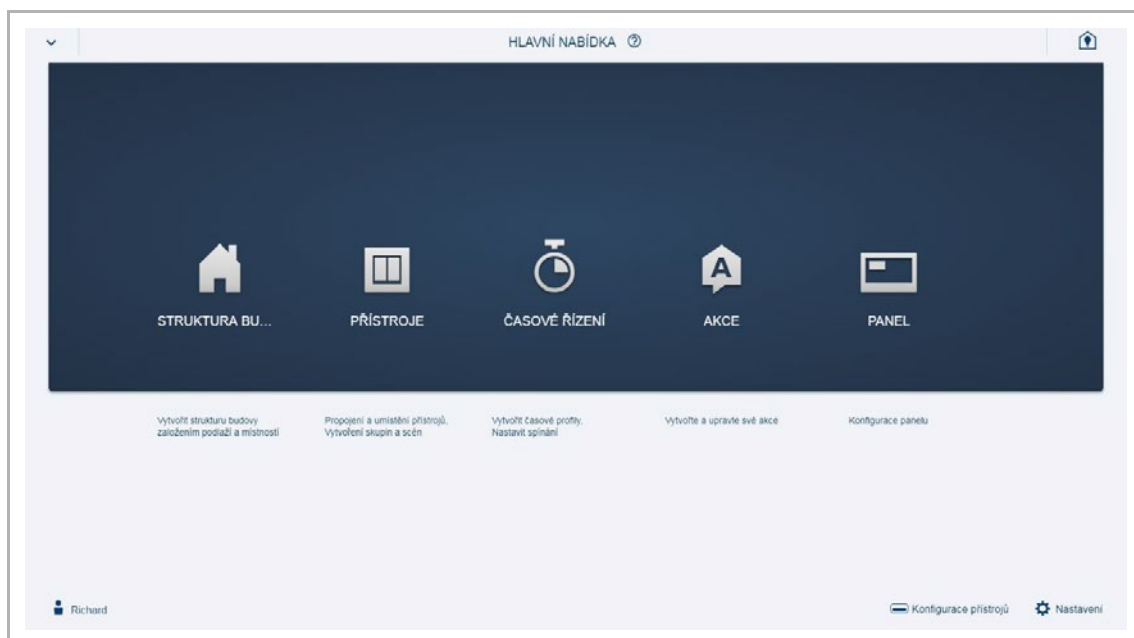 HLAVNÍ NABÍDKA
STRUKTURA BU...
PŘÍSTROJE
ČASOVÉ ŘÍZENÍ
AKCE
PANEL
Vytvořit strukturu budovy
založením podlaží a místností
Propojení a umístění přístrojů,
Vytvoření skupin a scén
Vytvořit časové profily,
Nastavit spínání
Vytvořte a upravte své akce
Konfigurace panelu
Richard
Konfigurace přístrojů
Nastavení